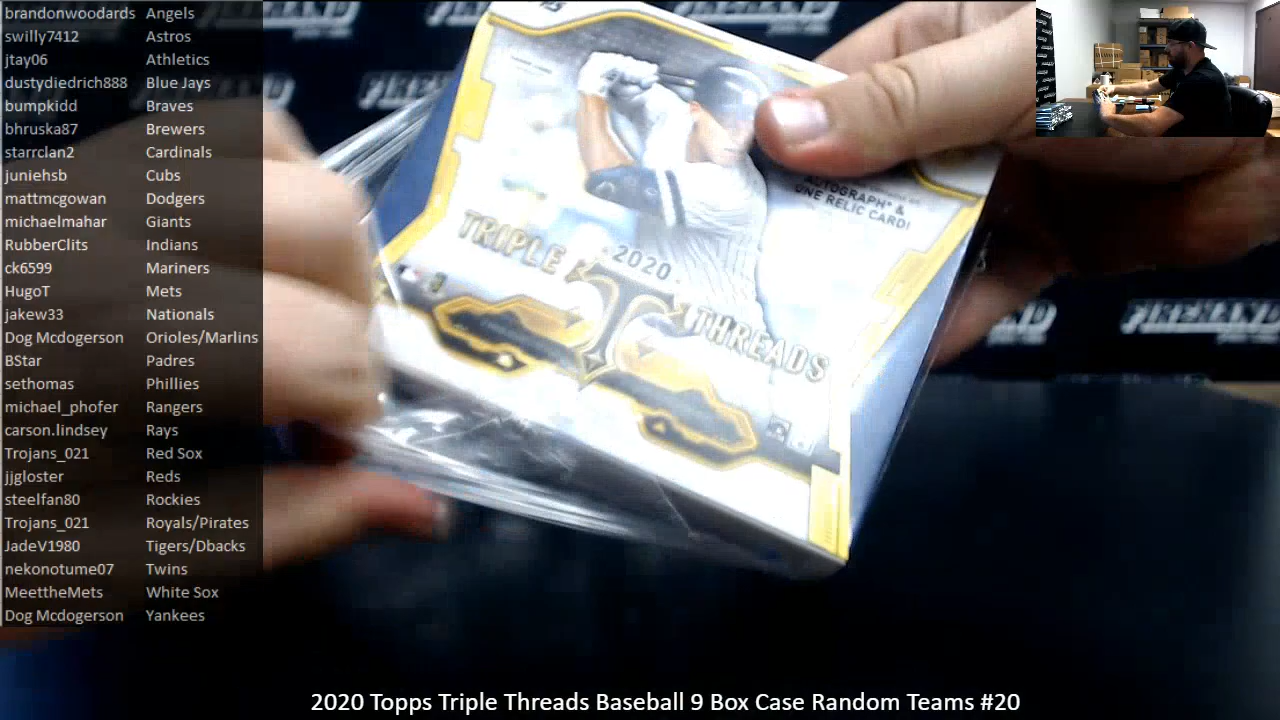 brandonwoodards Angels
swilly7412 Astros
jtay06 Athletics
dustydiedrich888 Blue Jays
bumpkidd Braves
bhruska87 Brewers
starrclan2 Cardinals
juniehsb Cubs
mattmcgowan Dodgers
michaelmahar Giants
RubberClits Indians
ck6599 Mariners
HugoT Mets
jakew33 Nationals
Dog Mcdogerson Orioles/Marlins
BStar Padres
sethomas Phillies
michael_phofer Rangers
carson.lindsey Rays
Trojans_021 Red Sox
jjgloster Reds
steelfan80 Rockies
Trojans_021 Royals/Pirates
JadeV1980 Tigers/Dbacks
nekonotume07 Twins
MeettheMets White Sox
Dog Mcdogerson Yankees
AUTOGRAPH* &
ONE RELIC CARD!
2020
TRIPLE T THREADS
FIREHAND
2020 Topps Triple Threads Baseball 9 Box Case Random Teams #20